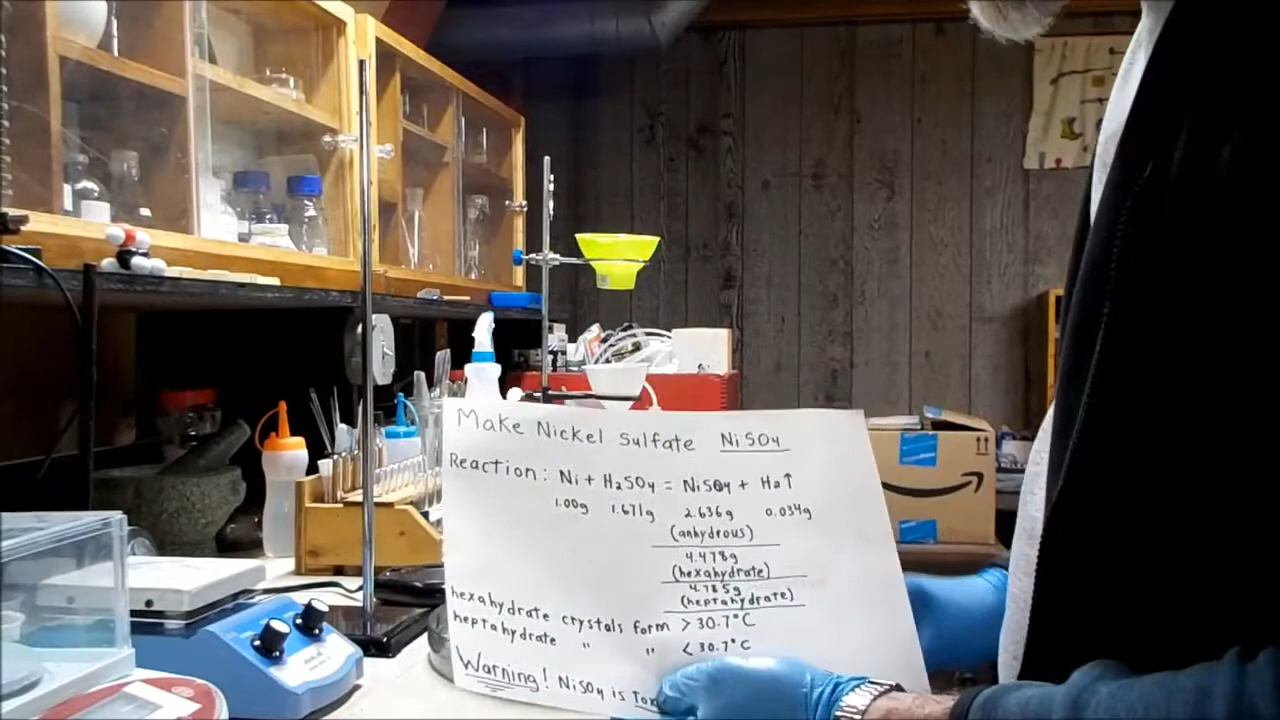 Make Nickel Sulfate NiSO4
Reaction: Ni + H2SO4 = NiSO4 + H2↑
1.00g 1.671g 2.636g 0.034g
(anhydrous)
4.478g
(hexahydrate)
4.785g
(heptahydrate)
hexahydrate crystals form > 30.7°C
heptahydrate " " < 30.7°C
Warning! NiSO4 is Tox